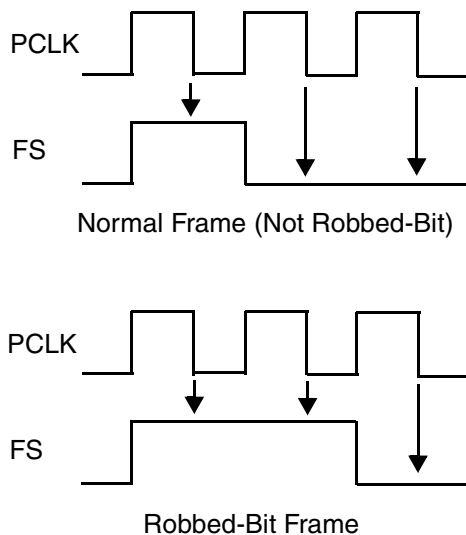 PCLK
FS
Normal Frame (Not Robbed-Bit)
PCLK
FS
Robbed-Bit Frame